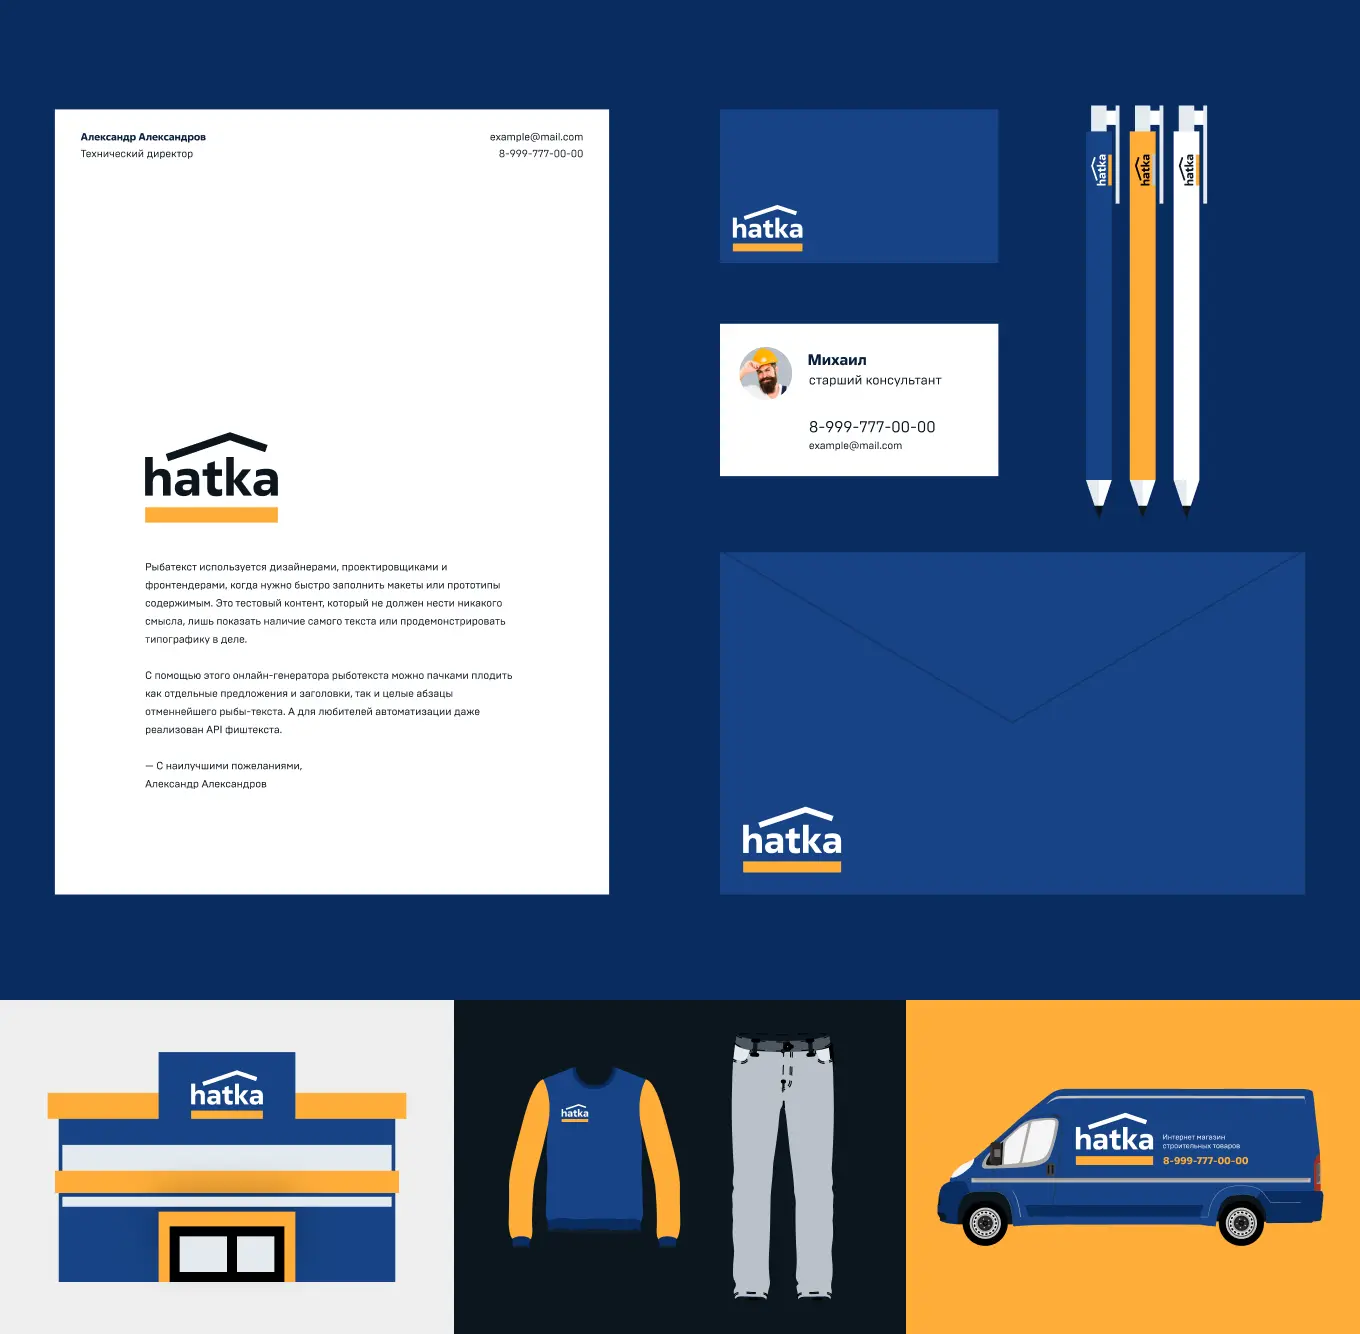 Александр Александров
Технический директор
example@mail.com
8-999-777-00-00
hatka
Рыбатекст используется дизайнерами, проектировщиками и
фронтендерами, когда нужно быстро заполнить макеты или прототипы
содержимым. Это тестовый контент, который не должен нести никакого
смысла, лишь показать наличие самого текста или продемонстрировать
типографику в деле.
С помощью этого онлайн-генератора рыботекста можно пачками плодить
как отдельные предложения и заголовки, так и целые абзацы
отменнейшего рыбы-текста. А для любителей автоматизации даже
реализован API фиштекста.
— С наилучшими пожеланиями,
Александр Александров
hatka
Михаил
старший консультант
8-999-777-00-00
example@mail.com
hatka
hatka
hatka
hatka
hatka
hatka
hatka
Интернет магазин
строительных товаров
8-999-777-00-00